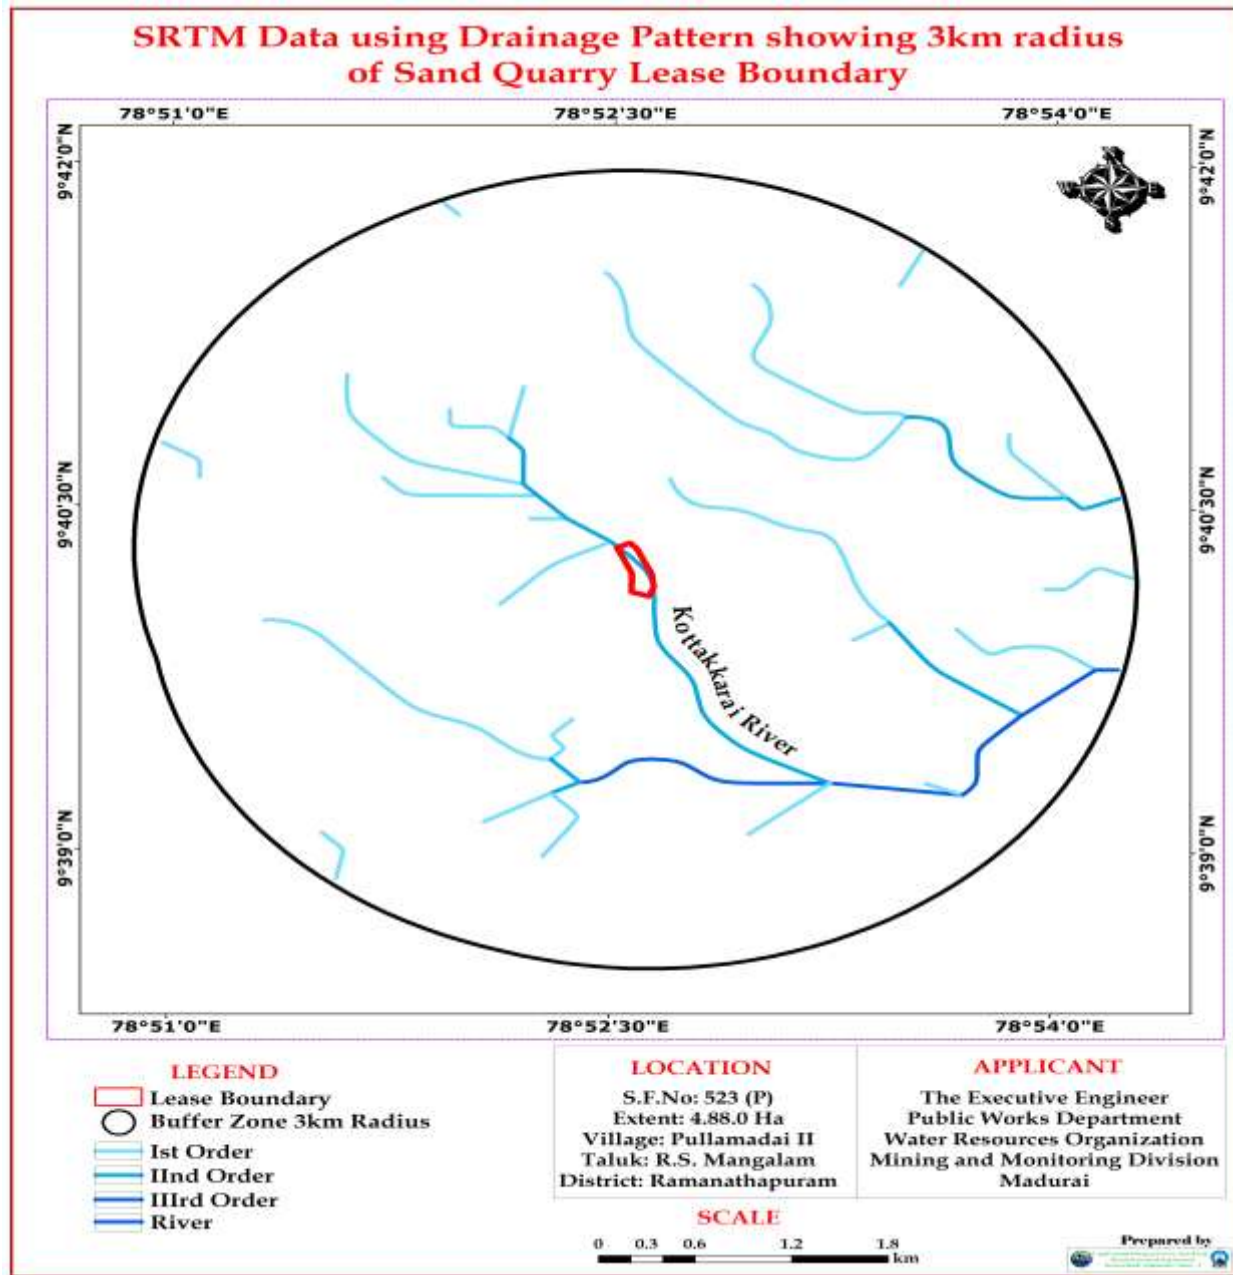 SRTM Data using Drainage Pattern showing 3km radius
of Sand Quarry Lease Boundary
78°51'0"E 78°52'30"E 78°54'0"E
9°42'0"N 9°42'0"N
9°40'30"N 9°40'30"N
Kottakkarai River
9°39'0"N 9°39'0"N
78°51'0"E 78°52'30"E 78°54'0"E
LEGEND
Lease Boundary
Buffer Zone 3km Radius
Ist Order
IInd Order
IIIrd Order
River
LOCATION
S.F.No: 523 (P)
Extent: 4.88.0 Ha
Village: Pullamadai II
Taluk: R.S. Mangalam
District: Ramanathapuram
APPLICANT
The Executive Engineer
Public Works Department
Water Resources Organization
Mining and Monitoring Division
Madurai
SCALE
0 0.3 0.6 1.2 1.8
km
Prepared by